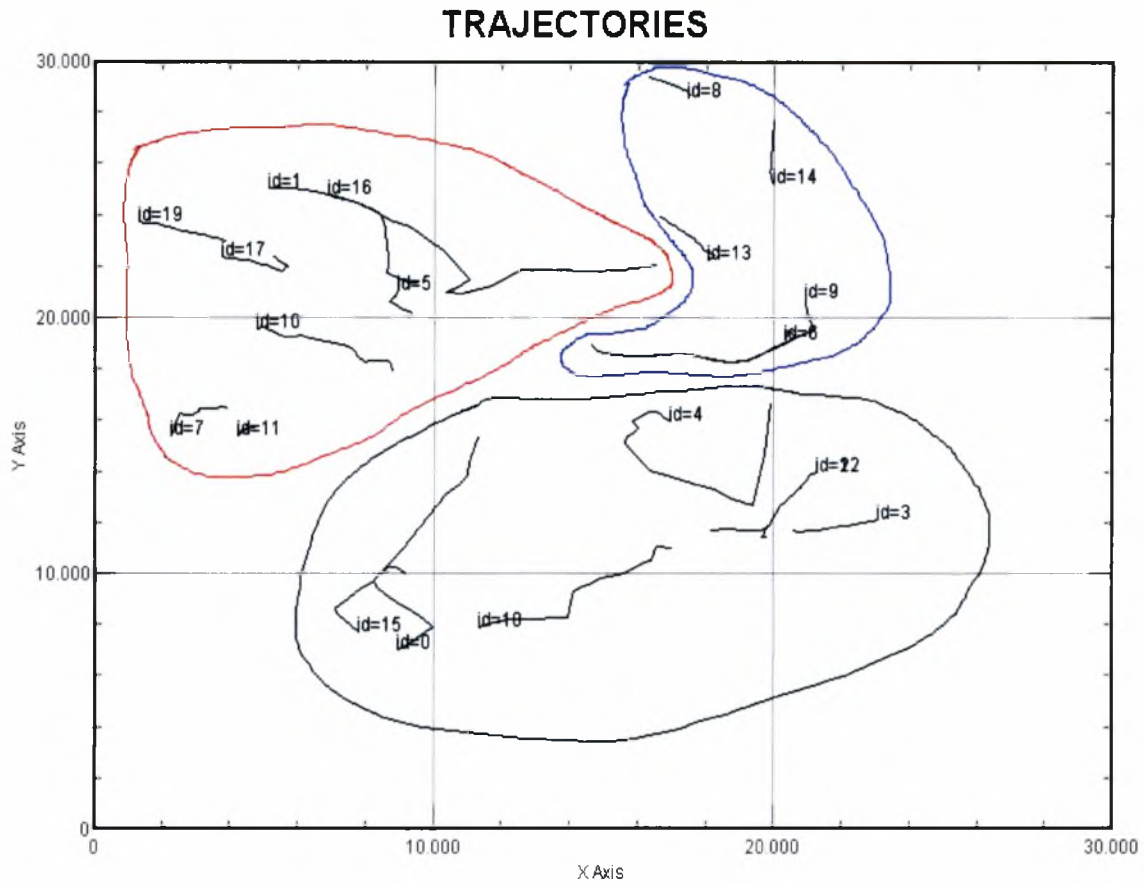 TRAJECTORIES
30.000
id=8
id=14
id=1
id=16
id=19
id=17
id=13
id=5
id=9
20.000
id=10
id=6
id=7
id=11
id=4
id=3
10.000
id=15
id=0
0
0
10.000
20.000
30.000
X Axis
Y Axis